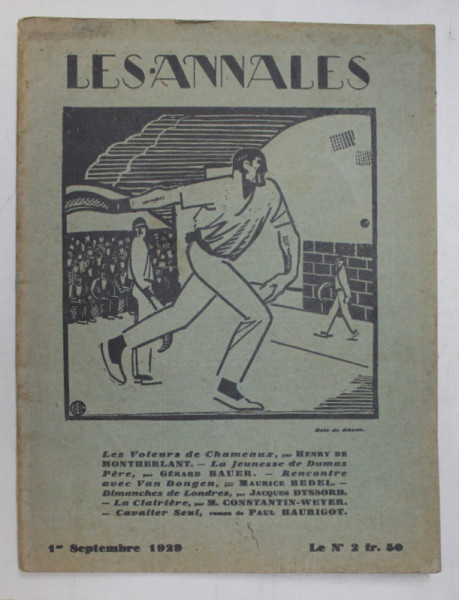 LES·ANNALES
Bois de
Les Voleurs de Chameaux, par HENRY DE
MONTHERLANT. — La Jeunesse de Dumas
Père, par GÉRARD BAUER. — Rencontre
avec Van Dongen, par MAURICE BEDEL. —
Dimanches de Londres, par JACQUES DYSSORD.
— La Clairière, par M. CONSTANTIN-WEYER.
— Cavalier Seul, roman de PAUL HAURIGOT.
1er Septembre 1929 Le No 2 fr. 50